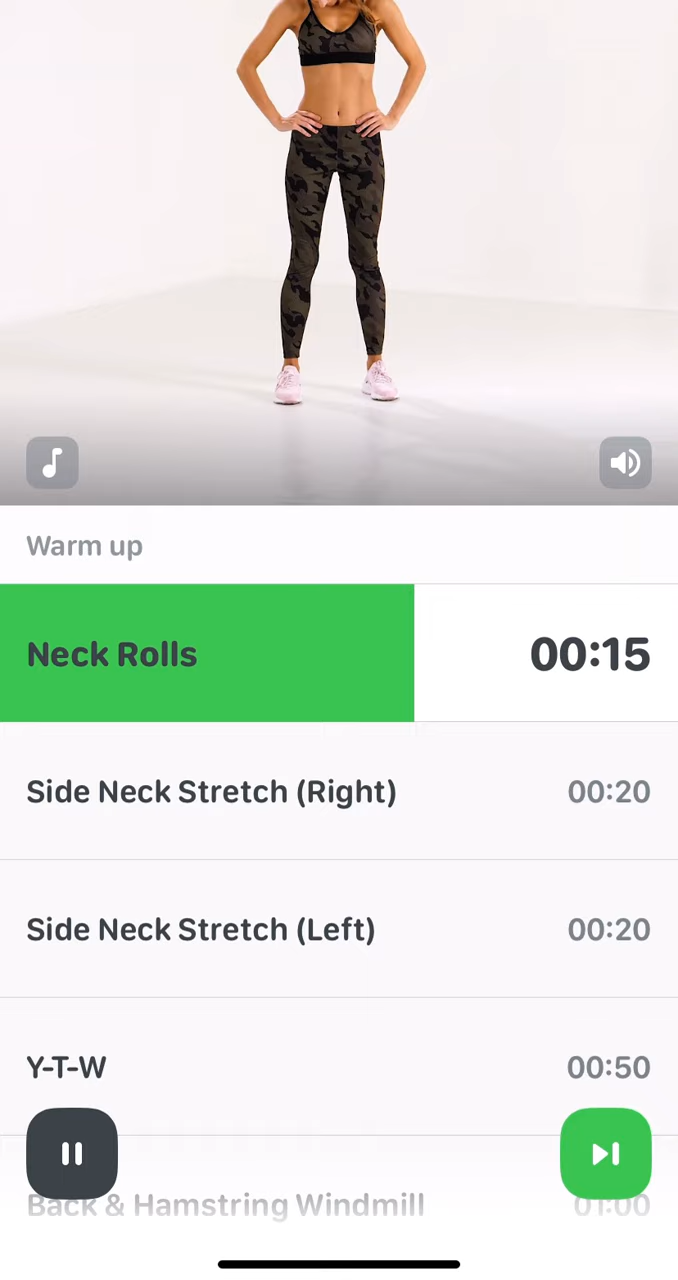 Warm up
Neck Rolls 00:15
Side Neck Stretch (Right) 00:20
Side Neck Stretch (Left) 00:20
Y-T-W 00:50
Back & Hamstring Windmill 01:00